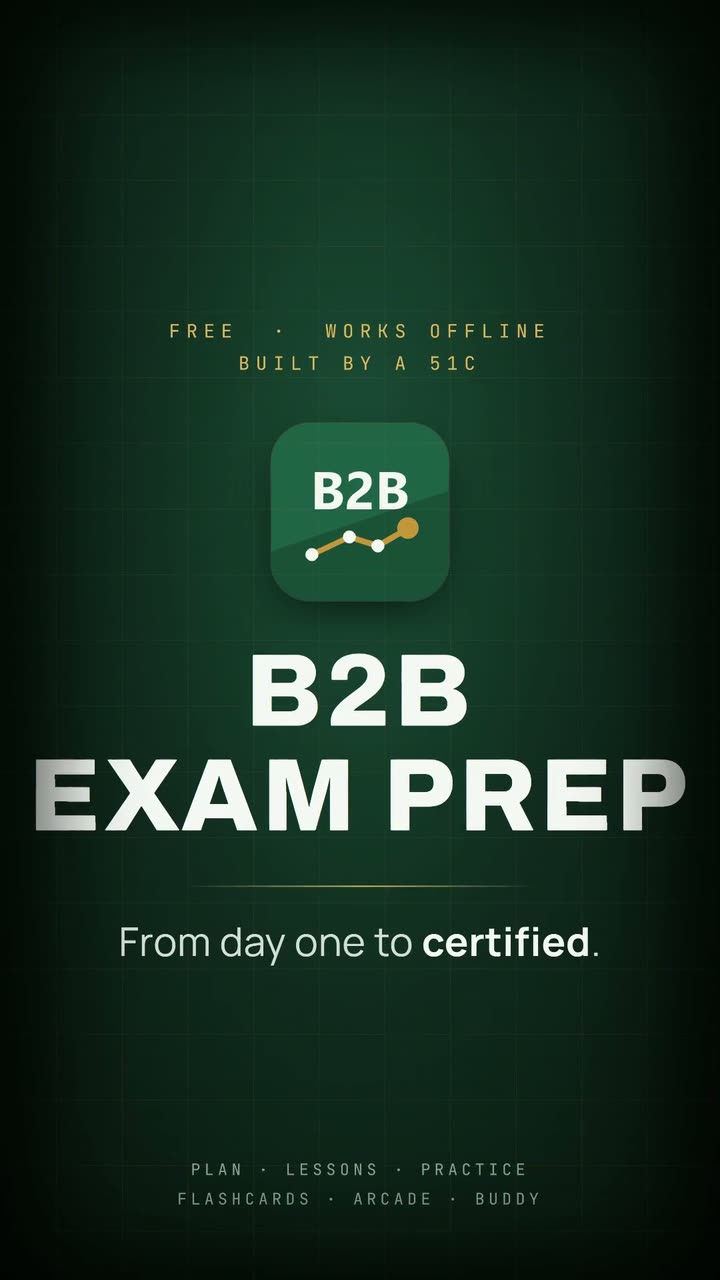 FREE · WORKS OFFLINE
BUILT BY A 51C
B2B
B2B
EXAM PREP
From day one to certified.
PLAN · LESSONS · PRACTICE
FLASHCARDS · ARCADE · BUDDY